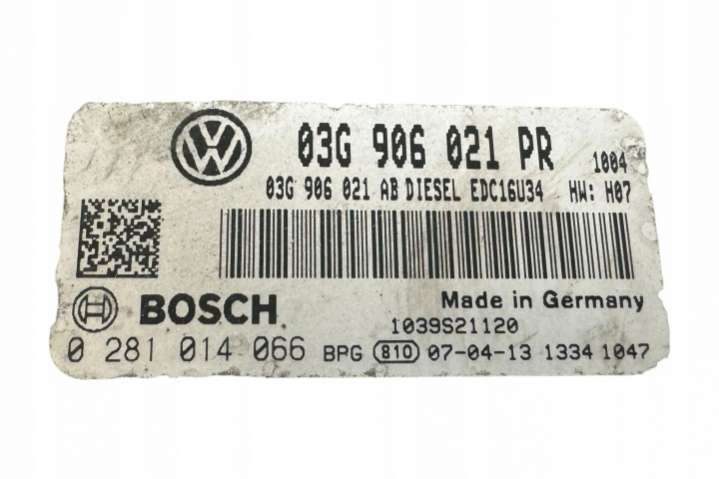 03G 906 021 PR 1004
03G 906 021 AB DIESEL EDC16U34 HW: H07
BOSCH Made in Germany
1039S21120
0 281 014 066 BPG 810 07-04-13 1334 1047